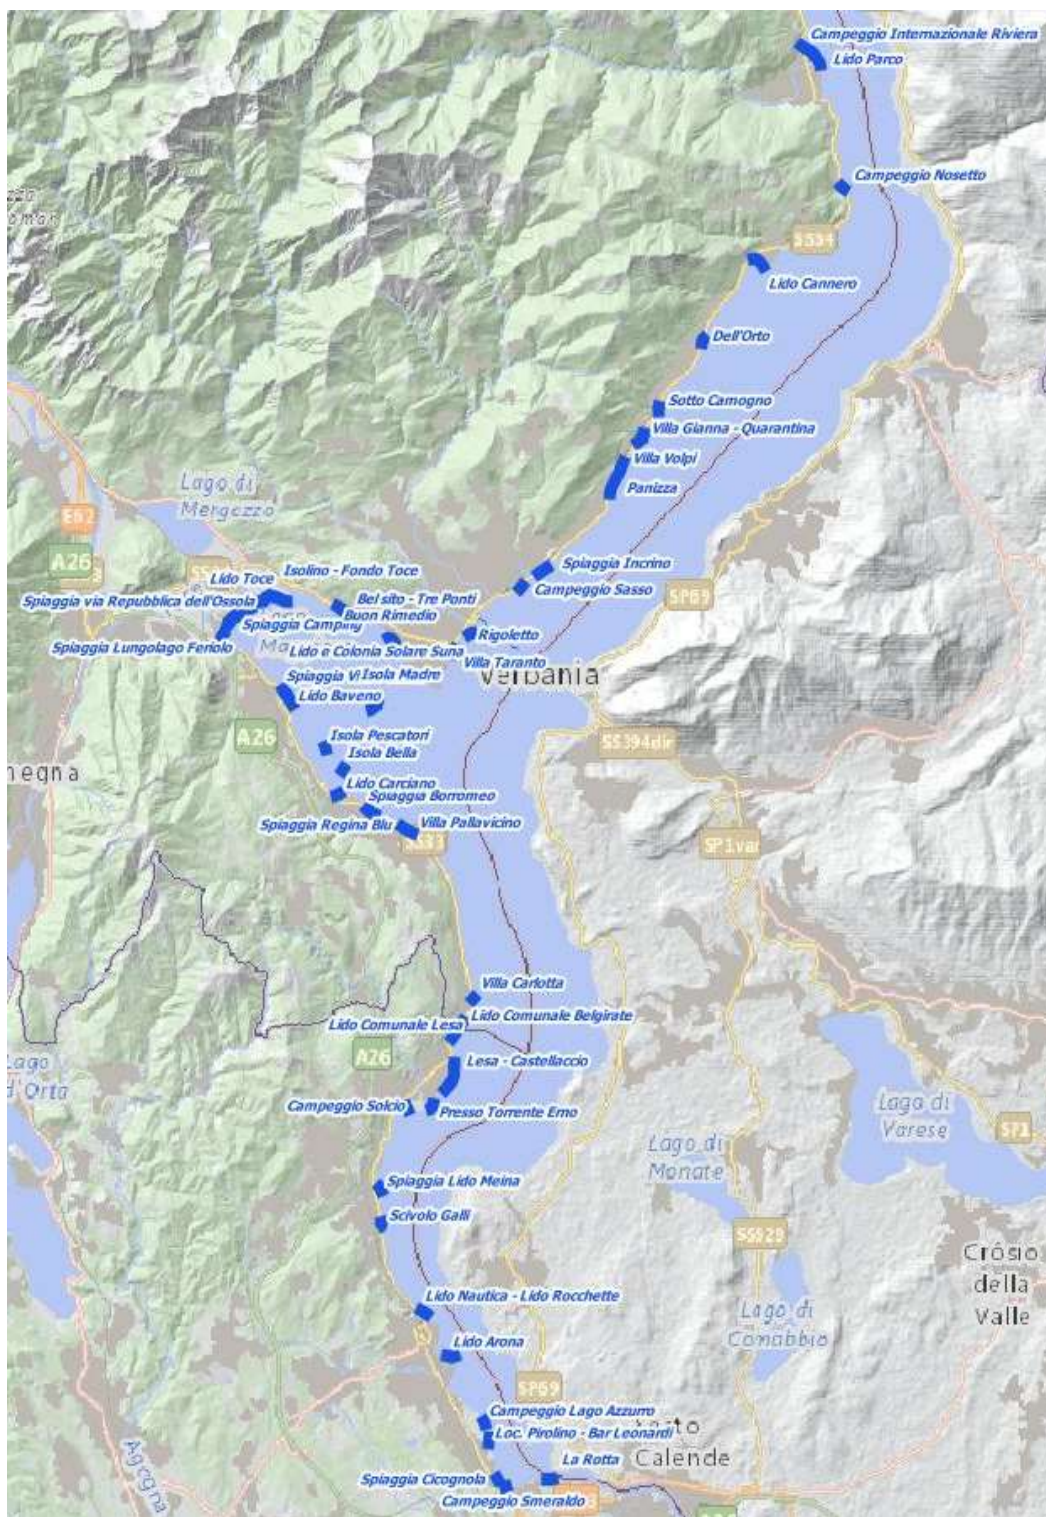 Campeggio Internazionale Riviera
Lido Parco
Campeggio Nosetto
SS34
Lido Cannero
Dell'Orto
Sotto Camogno
Villa Gianna - Quarantina
Villa Volpi
Panizza
Lago di
Mergozzo
E62
A26
Spiaggia Incrino
Isolino - Fondo Toce
Lido Toce
Campeggio Sasso
Bel sito - Tre Ponti
Spiaggia via Repubblica dell'Ossola
SP69
Buon Rimedio
Spiaggia Camping
Rigoletto
Spiaggia Lungolago Feriolo
Lido e Colonia Solare Suna
Villa Taranto
Verbania
Spiaggia Vi
Isola Madre
Lido Baveno
A26
Isola Pescatori
SS394dir
Isola Bella
megna
Lido Carciano
Spiaggia Borromeo
Spiaggia Regina Blu
Villa Pallavicino
SS33
SP1var
Villa Carlotta
Lido Comunale Belgirate
Lido Comunale Lesa
A26
Lesa - Castellaccio
Lago
d'Orta
Campeggio Solcio
Presso Torrente Erno
Lago di
Varese
SP1
Lago di
Monate
Spiaggia Lido Meina
Scivolo Galli
SS629
Crósio
della
Valle
Lido Nautica - Lido Rocchette
Lago di
Comabbio
Lido Arona
SP69
Campeggio Lago Azzurro
Loc. Pirolino - Bar Leonardi
sto
Calende
La Rotta
Agogna
Spiaggia Cicognola
Campeggio Smeraldo